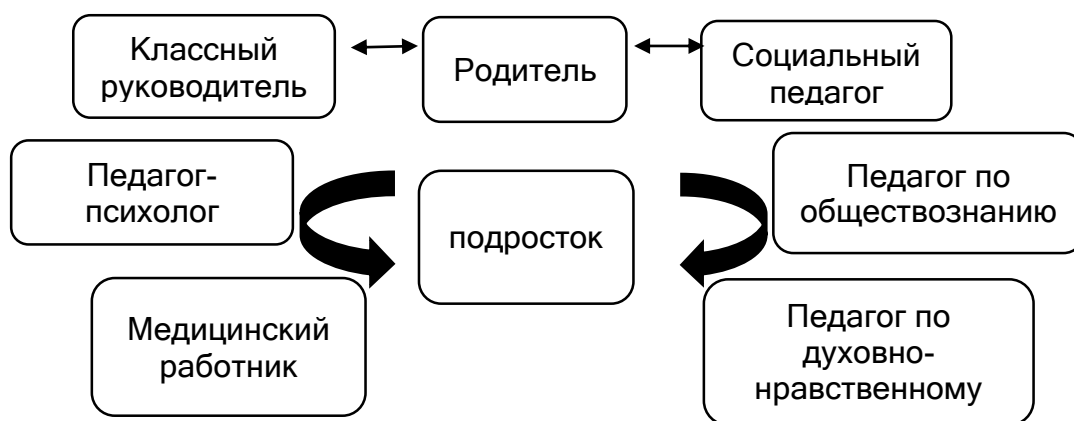 Классный
руководитель
Родитель
Социальный
педагог
Педагог-
психолог
подросток
Педагог по
обществознанию
Медицинский
работник
Педагог по
духовно-
нравственному